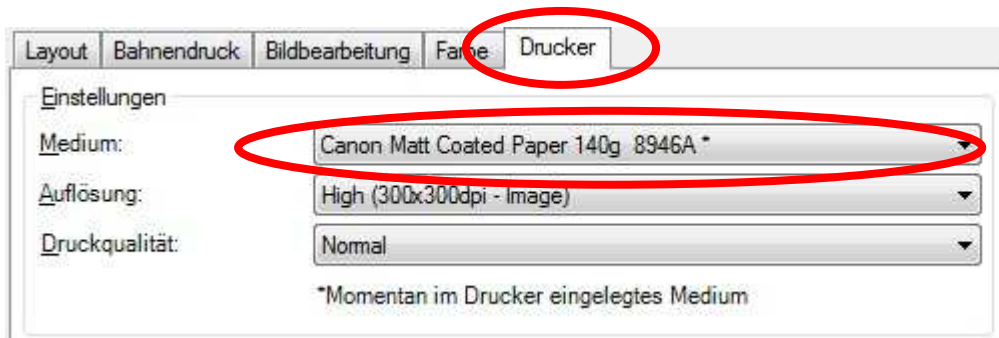 Layout Bahnendruck Bildbearbeitung Farbe Drucker
Einstellungen
Medium: Canon Matt Coated Paper 140g 8946A *
Auflösung: High (300x300dpi - Image)
Druckqualität: Normal
*Momentan im Drucker eingelegtes Medium